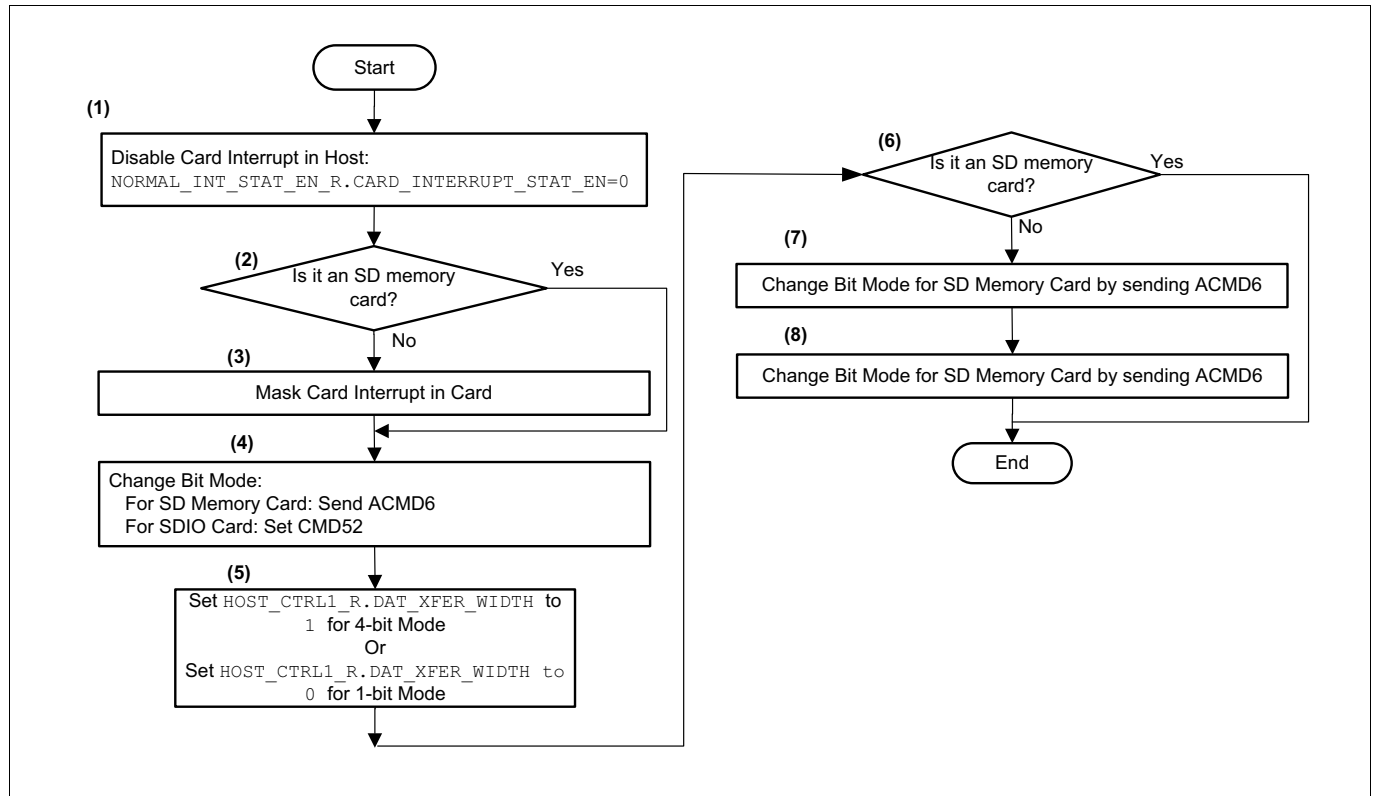 Start
(1)
Disable Card Interrupt in Host:
NORMAL_INT_STAT_EN_R.CARD_INTERRUPT_STAT_EN=0
(2)
Is it an SD memory
card?
Yes
No
(3)
Mask Card Interrupt in Card
(4)
Change Bit Mode:
For SD Memory Card: Send ACMD6
For SDIO Card: Set CMD52
(5)
Set HOST_CTRL1_R.DAT_XFER_WIDTH to
1 for 4-bit Mode
Or
Set HOST_CTRL1_R.DAT_XFER_WIDTH to
0 for 1-bit Mode
(6)
Is it an SD memory
card?
Yes
No
(7)
Change Bit Mode for SD Memory Card by sending ACMD6
(8)
Change Bit Mode for SD Memory Card by sending ACMD6
End